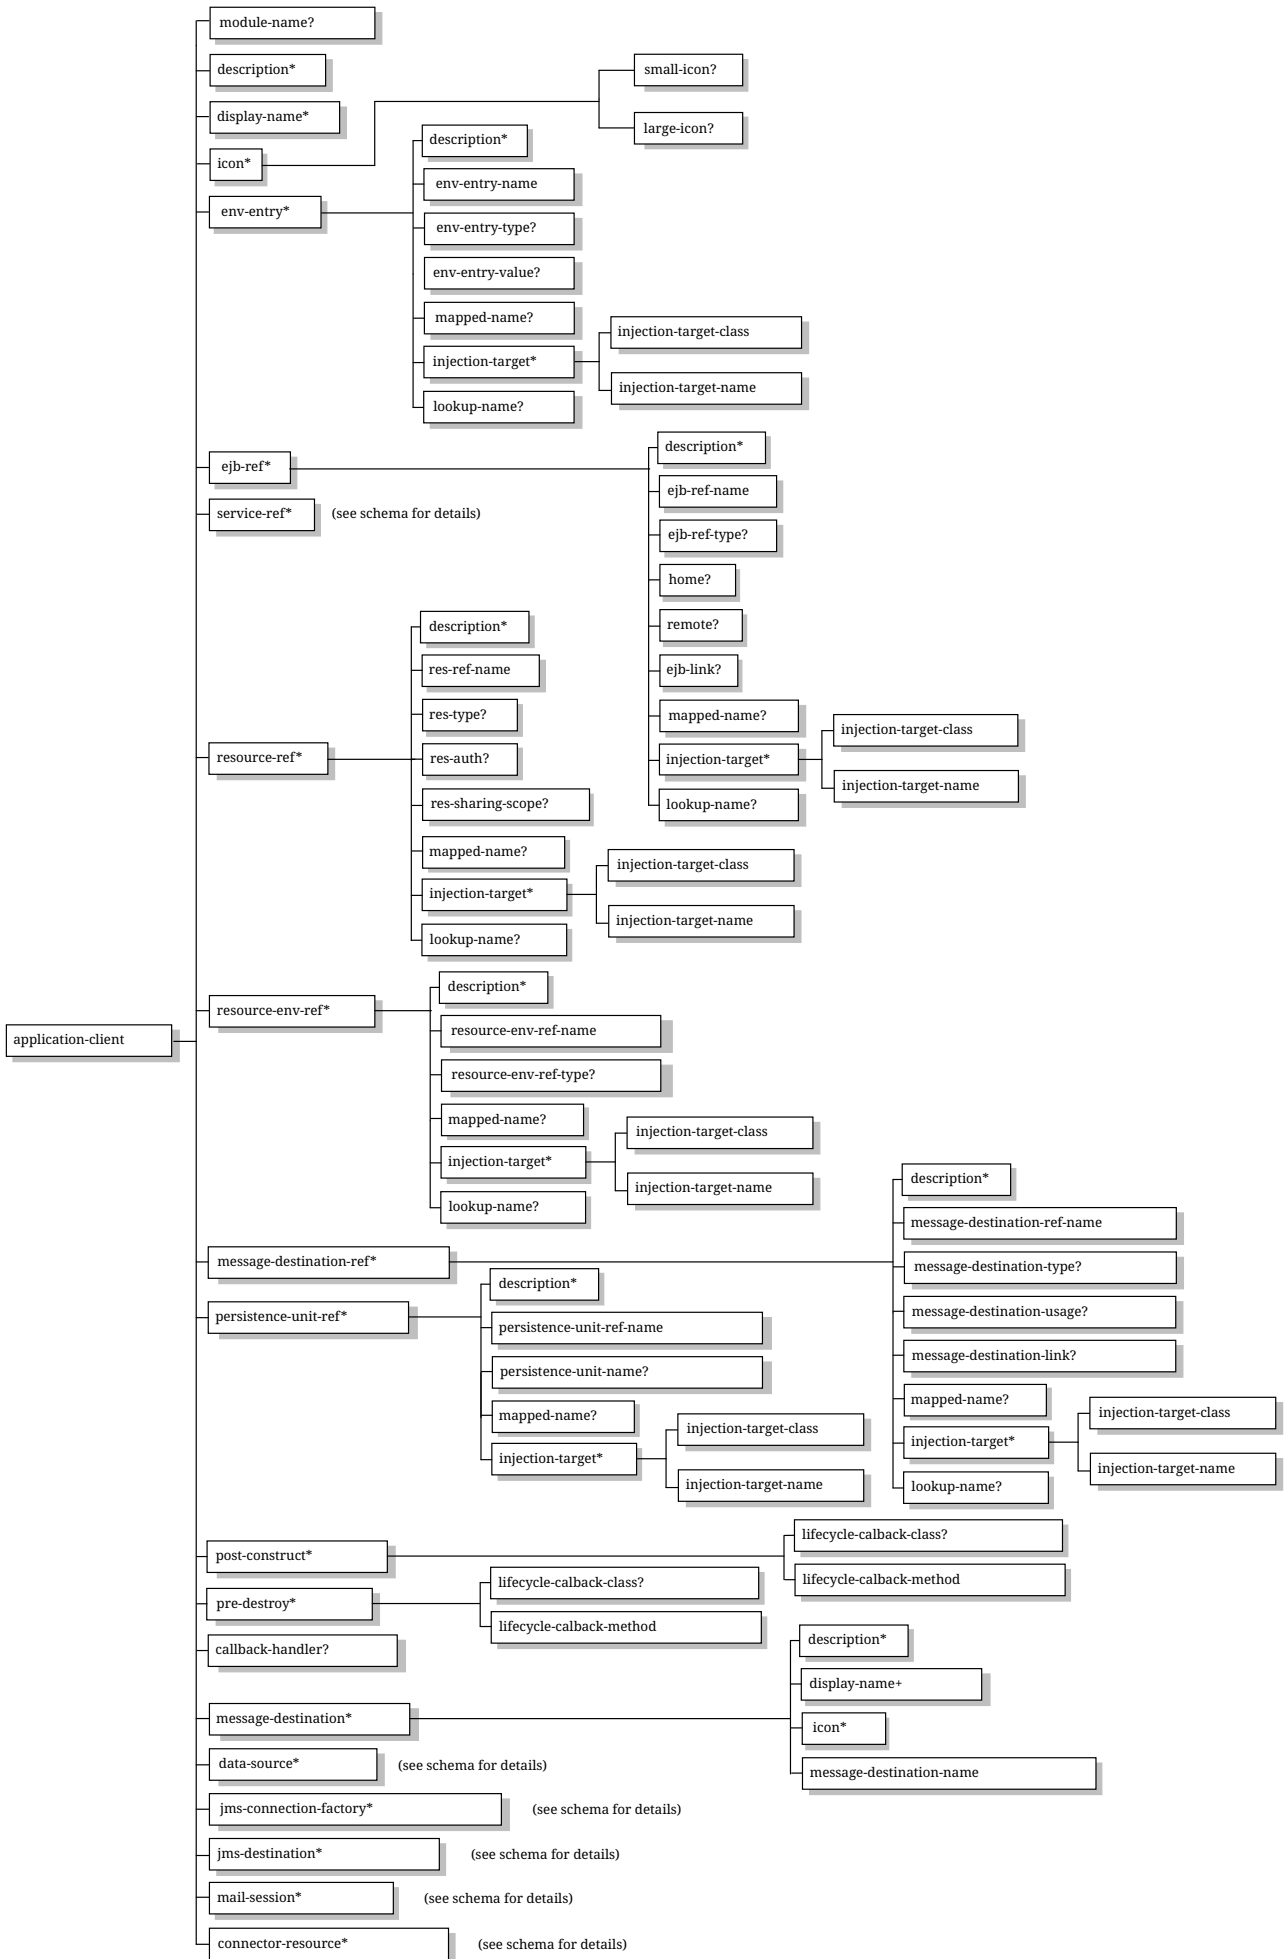 module-name?
description*
display-name*
icon*
small-icon?
large-icon?
env-entry*
description*
env-entry-name
env-entry-type?
env-entry-value?
mapped-name?
injection-target*
injection-target-class
injection-target-name
lookup-name?
ejb-ref*
description*
ejb-ref-name
ejb-ref-type?
home?
remote?
ejb-link?
mapped-name?
injection-target*
injection-target-class
injection-target-name
lookup-name?
service-ref* (see schema for details)
resource-ref*
description*
res-ref-name
res-type?
res-auth?
res-sharing-scope?
mapped-name?
injection-target*
injection-target-class
injection-target-name
lookup-name?
application-client
resource-env-ref*
description*
resource-env-ref-name
resource-env-ref-type?
mapped-name?
injection-target*
injection-target-class
injection-target-name
lookup-name?
message-destination-ref*
description*
message-destination-ref-name
message-destination-type?
message-destination-usage?
message-destination-link?
mapped-name?
injection-target*
injection-target-class
injection-target-name
lookup-name?
persistence-unit-ref*
description*
persistence-unit-ref-name
persistence-unit-name?
mapped-name?
injection-target*
injection-target-class
injection-target-name
post-construct*
lifecycle-calback-class?
lifecycle-calback-method
pre-destroy*
lifecycle-calback-class?
lifecycle-calback-method
callback-handler?
message-destination*
description*
display-name+
icon*
message-destination-name
data-source* (see schema for details)
jms-connection-factory* (see schema for details)
jms-destination* (see schema for details)
mail-session* (see schema for details)
connector-resource* (see schema for details)